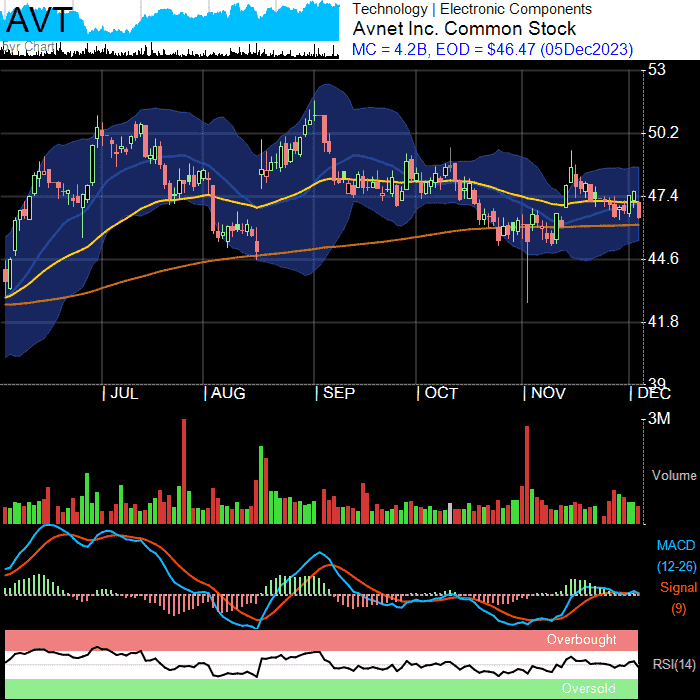 AVT
5yr Chart
Technology | Electronic Components
Avnet Inc. Common Stock
MC = 4.2B, EOD = $46.47 (05Dec2023)
53
50.2
47.4
44.6
41.8
39
| JUL | AUG | SEP | OCT | NOV | DEC
3M
Volume
MACD
(12-26)
Signal
(9)
Overbought
RSI(14)
Oversold